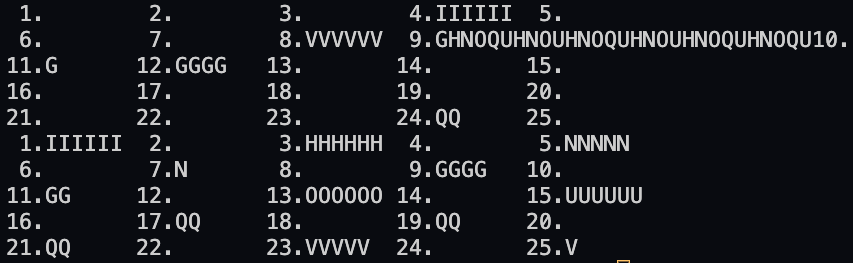 1. 2. 3. 4.IIIIII 5.
6. 7. 8.VVVVVV 9.GHNOQUHNOUHNOQUHNOUHNOQUHNOQU10.
11.G 12.GGGG 13. 14. 15.
16. 17. 18. 19. 20.
21. 22. 23. 24.QQ 25.
1.IIIIII 2. 3.HHHHHH 4. 5.NNNNN
6. 7.N 8. 9.GGGG 10.
11.GG 12. 13.OOOOOO 14. 15.UUUUUU
16. 17.QQ 18. 19.QQ 20.
21.QQ 22. 23.VVVVV 24. 25.V